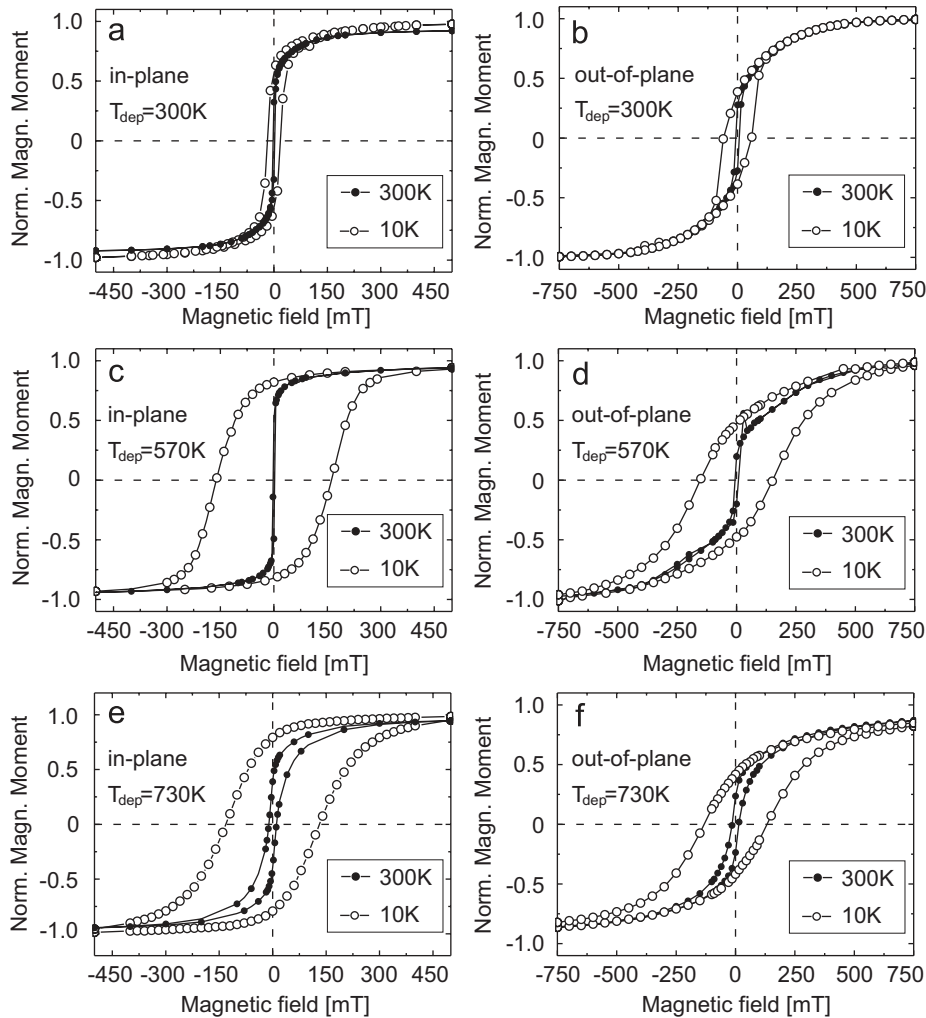 a
in-plane
T_dep=300K
Norm. Magn. Moment
1.0
0.5
0
-0.5
-1.0
300K
10K
-450 -300 -150 0 150 300 450
Magnetic field [mT]
b
out-of-plane
T_dep=300K
Norm. Magn. Moment
1.0
0.5
0
-0.5
-1.0
300K
10K
-750 -500 -250 0 250 500 750
Magnetic field [mT]
c
in-plane
T_dep=570K
Norm. Magn. Moment
1.0
0.5
0
-0.5
-1.0
300K
10K
-450 -300 -150 0 150 300 450
Magnetic field [mT]
d
out-of-plane
T_dep=570K
Norm. Magn. Moment
1.0
0.5
0
-0.5
-1.0
300K
10K
-750 -500 -250 0 250 500 750
Magnetic field [mT]
e
in-plane
T_dep=730K
Norm. Magn. Moment
1.0
0.5
0
-0.5
-1.0
300K
10K
-450 -300 -150 0 150 300 450
Magnetic field [mT]
f
out-of-plane
T_dep=730K
Norm. Magn. Moment
1.0
0.5
0
-0.5
-1.0
300K
10K
-750 -500 -250 0 250 500 750
Magnetic field [mT]